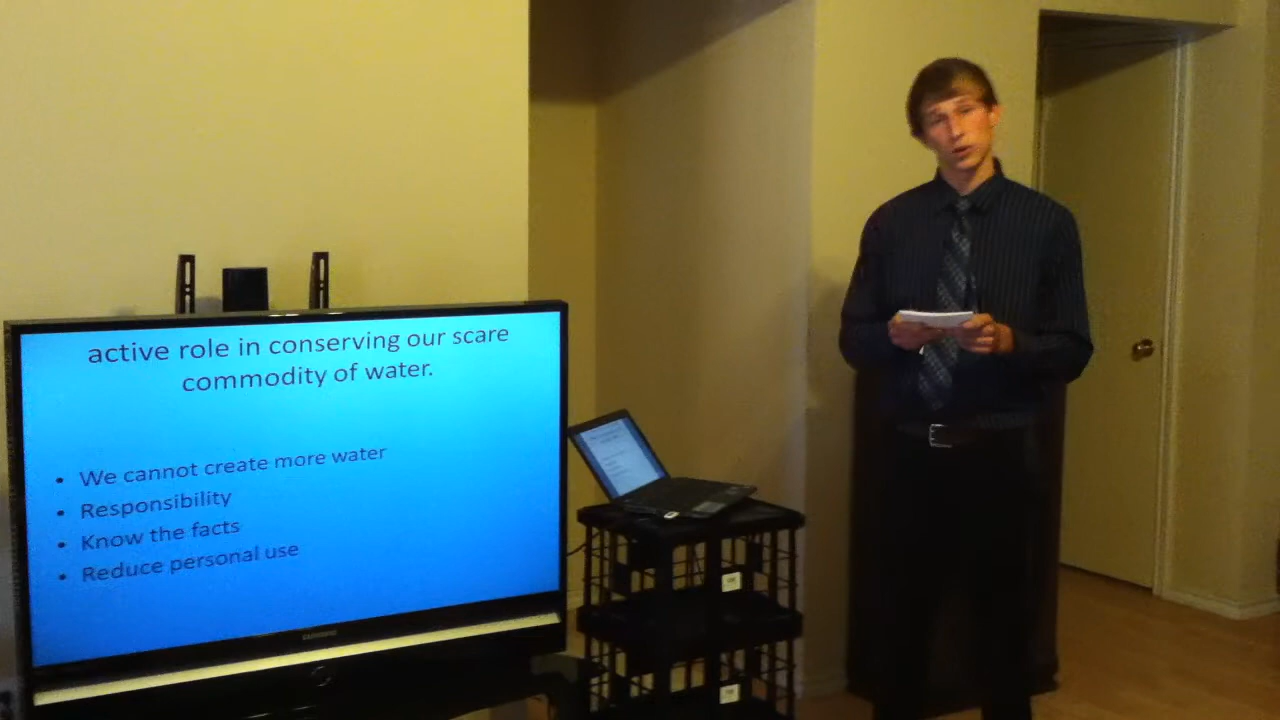 active role in conserving our scare
commodity of water.
• We cannot create more water
• Responsibility
• Know the facts
• Reduce personal use